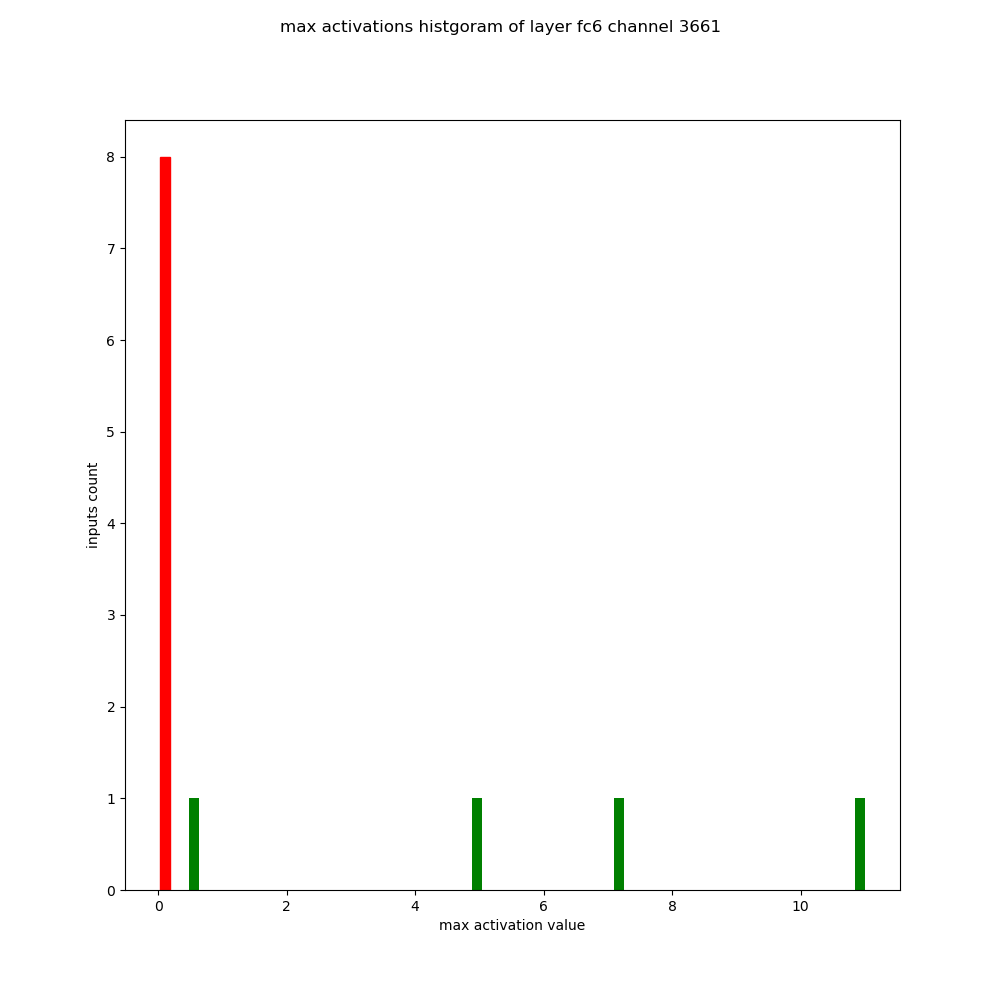 max activations histgoram of layer fc6 channel 3661
8
7
6
5
4
3
2
1
0
inputs count
0 2 4 6 8 10
max activation value